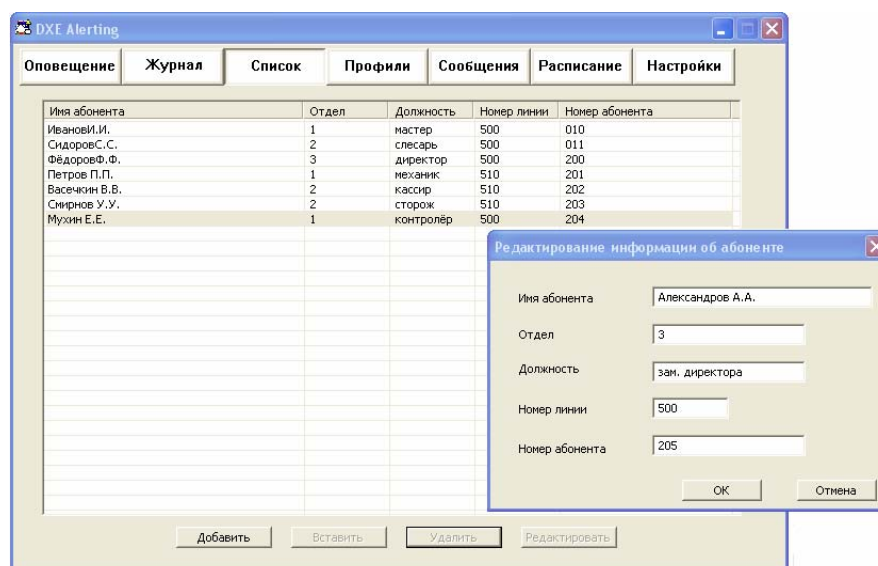 DXE Alerting
Оповещение Журнал Список Профили Сообщения Расписание Настройки
Имя абонента Отдел Должность Номер линии Номер абонента
ИвановИ.И. 1 мастер 500 010
СидоровС.С. 2 слесарь 500 011
ФёдоровФ.Ф. 3 директор 500 200
Петров П.П. 1 механик 510 201
Васечкин В.В. 2 кассир 510 202
Смирнов У.У. 2 сторож 510 203
Мухин Е.Е. 1 контролёр 500 204
Редактирование информации об абоненте
Имя абонента Александров А.А.
Отдел 3
Должность зам. директора
Номер линии 500
Номер абонента 205
ОК Отмена
Добавить Вставить Удалить Редактировать